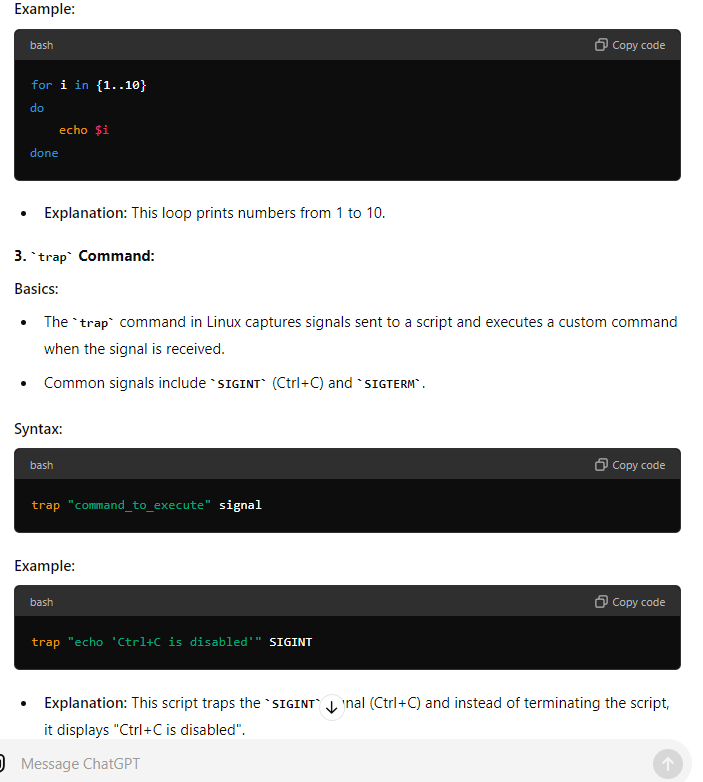 Example:
bash
Copy code
for i in {1..10}
do
echo $i
done
• Explanation: This loop prints numbers from 1 to 10.
3. `trap` Command:
Basics:
• The `trap` command in Linux captures signals sent to a script and executes a custom command
when the signal is received.
• Common signals include `SIGINT` (Ctrl+C) and `SIGTERM`.
Syntax:
bash
Copy code
trap "command_to_execute" signal
Example:
bash
Copy code
trap "echo 'Ctrl+C is disabled'" SIGINT
• Explanation: This script traps the `SIGINT` (Ctrl+C) and instead of terminating the script,
it displays "Ctrl+C is disabled".
Message ChatGPT